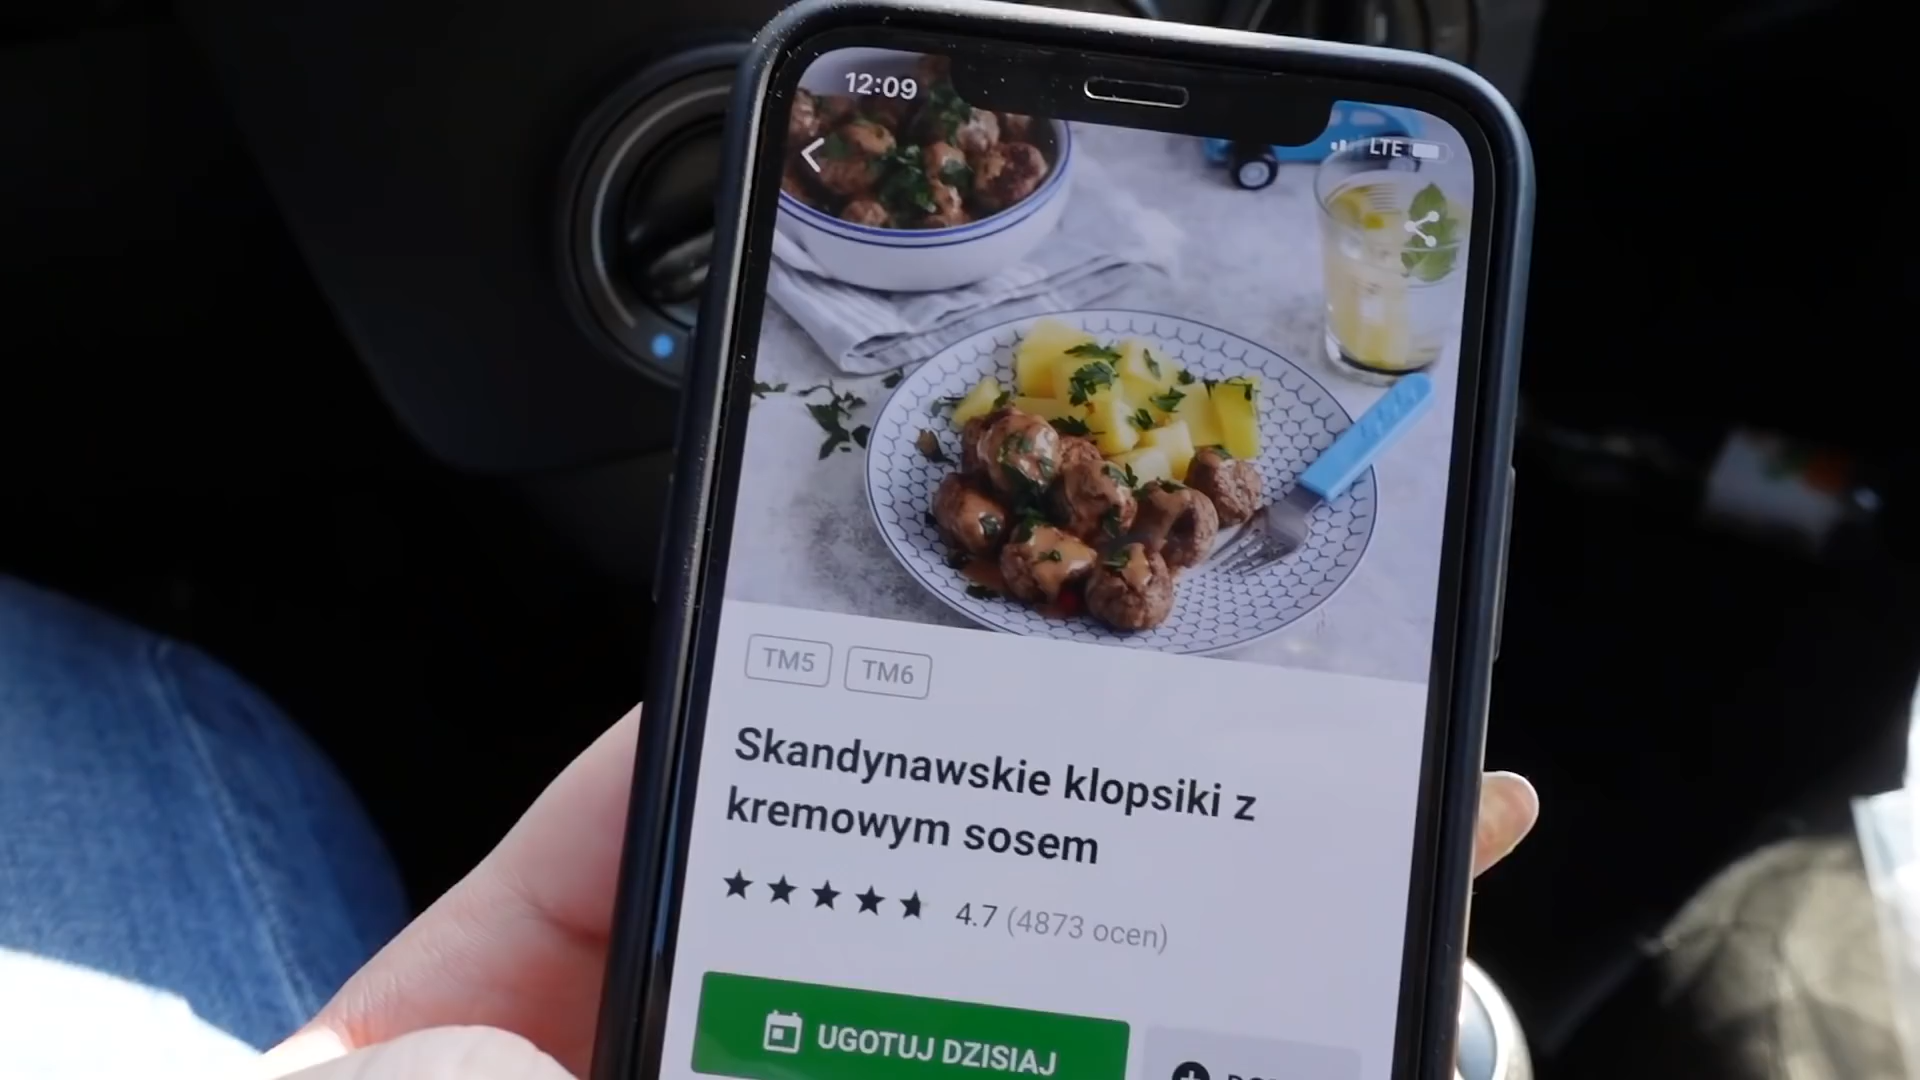 12:09
LTE
TM5 TM6
Skandynawskie klopsiki z
kremowym sosem
4.7 (4873 ocen)
UGOTUJ DZISIAJ